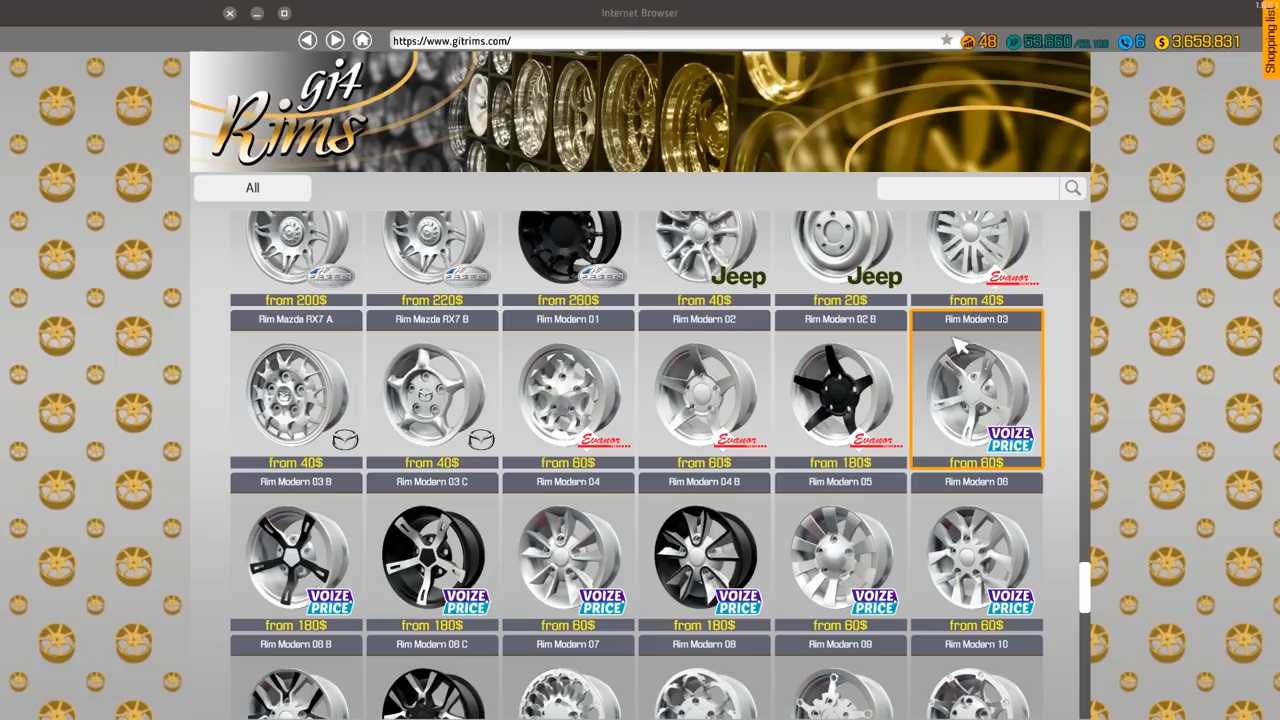 Internet Browser
1.6.2.1
https://www.gitrims.com/
48
53,660
6
3,659,831
Shopping list
git
Rims
All
Jeep
Jeep
Evanor
from 200$ from 220$ from 260$ from 40$ from 20$ from 40$
Rim Mazda RX7 A Rim Mazda RX7 B Rim Modern 01 Rim Modern 02 Rim Modern 02 B Rim Modern 03
Evanor
Evanor
Evanor
VOIZE
PRICE
from 40$ from 40$ from 60$ from 60$ from 180$ from 60$
Rim Modern 03 B Rim Modern 03 C Rim Modern 04 Rim Modern 04 B Rim Modern 05 Rim Modern 06
VOIZE
PRICE
VOIZE
PRICE
VOIZE
PRICE
VOIZE
PRICE
VOIZE
PRICE
VOIZE
PRICE
from 180$ from 180$ from 60$ from 180$ from 60$ from 60$
Rim Modern 06 B Rim Modern 06 C Rim Modern 07 Rim Modern 08 Rim Modern 09 Rim Modern 10